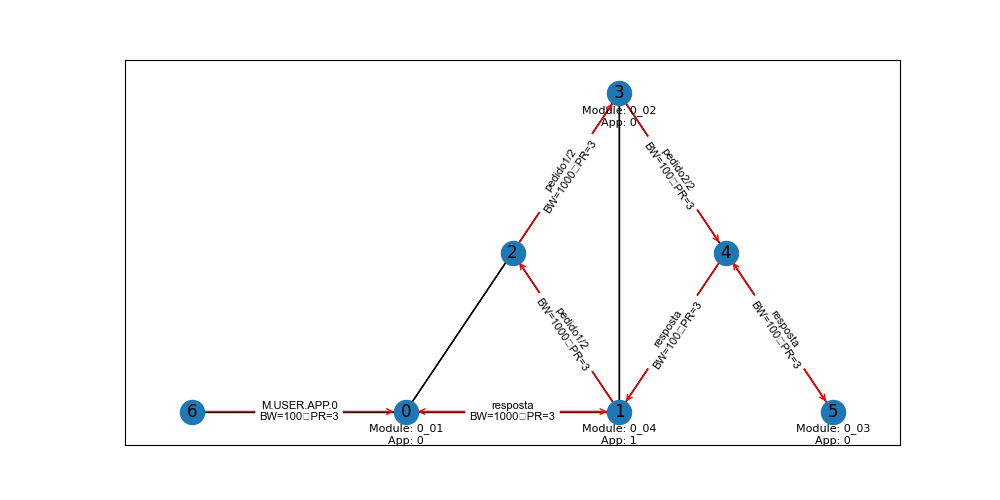 3
Module: 0_02
App: 0
pedido1/2
BW=1000□PR=3
pedido2/2
BW=100□PR=3
2
4
pedido1/2
BW=1000□PR=3
resposta
BW=100□PR=3
resposta
BW=100□PR=3
6
M.USER.APP.0
BW=100□PR=3
0
resposta
BW=1000□PR=3
1
5
Module: 0_01
App: 0
Module: 0_04
App: 1
Module: 0_03
App: 0